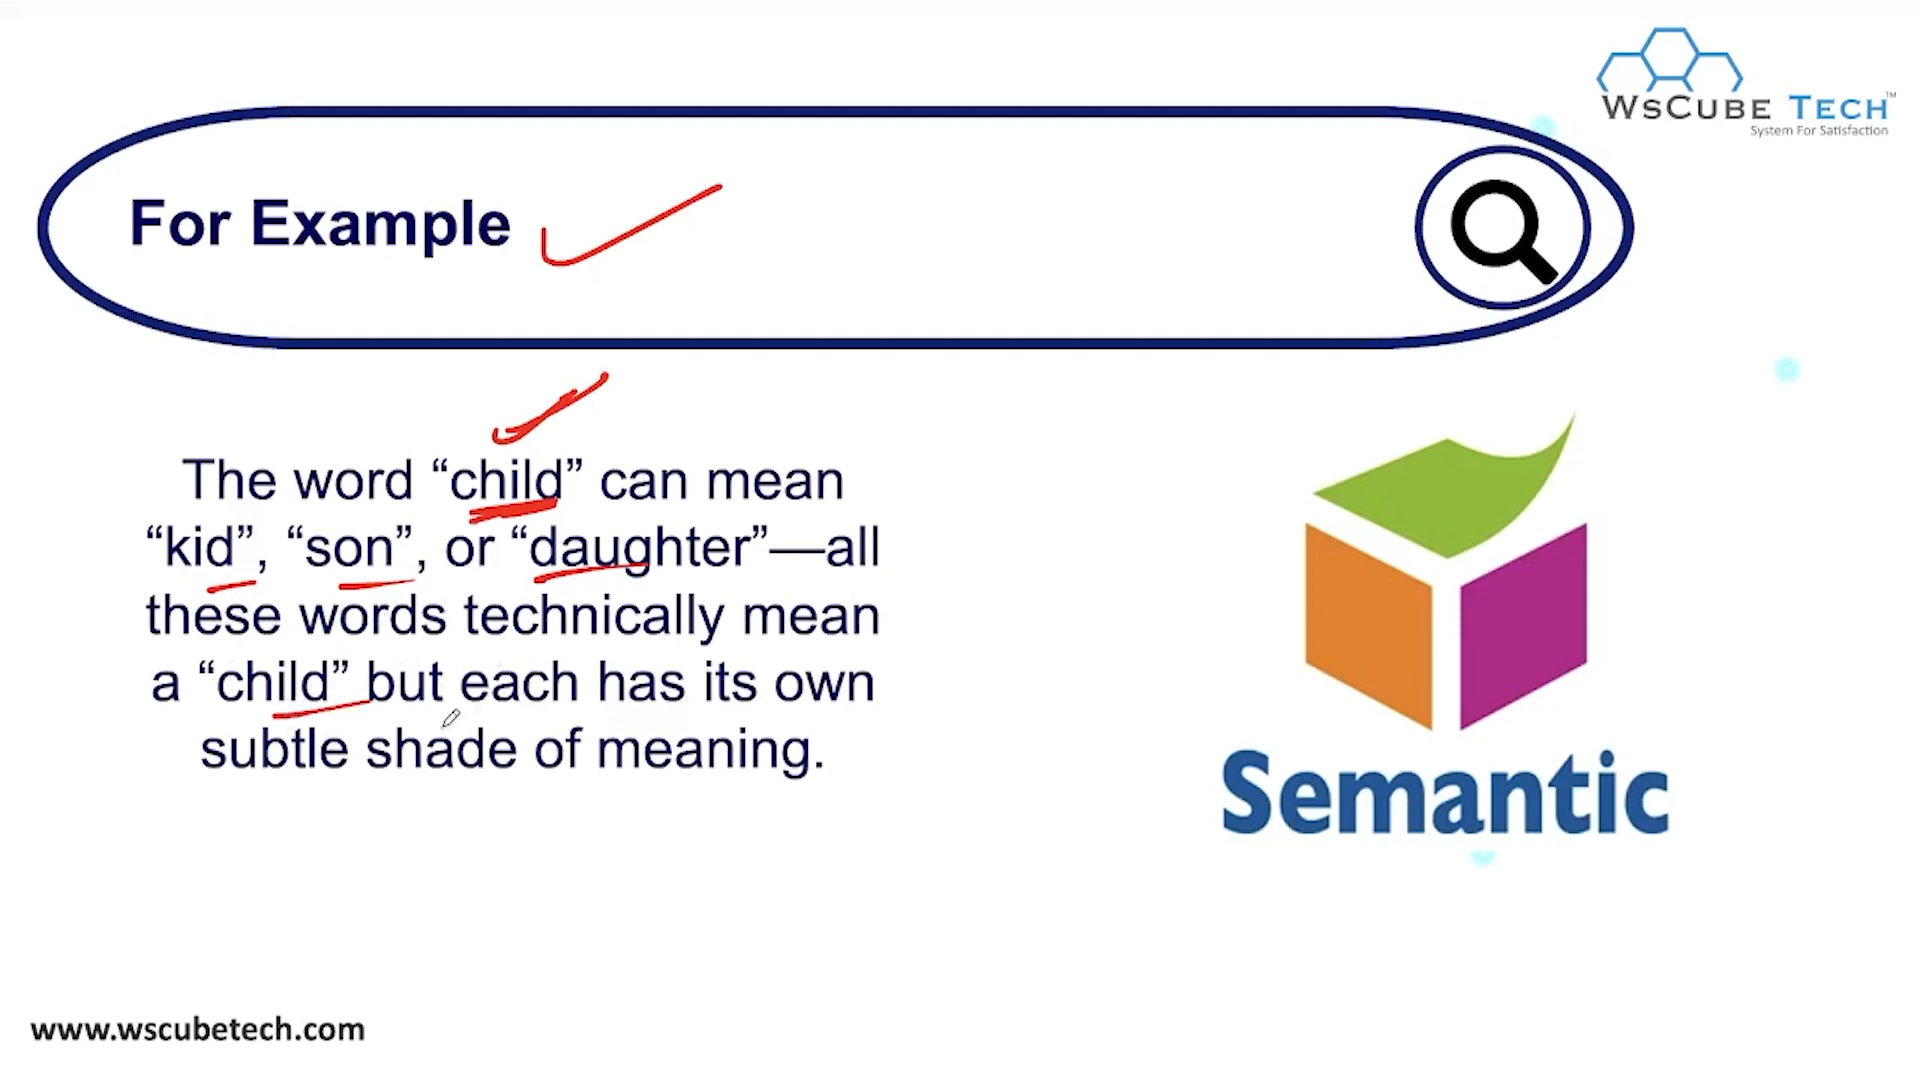 WSCUBE TECH™
System For Satisfaction
For Example
The word “child” can mean
“kid”, “son”, or “daughter”—all
these words technically mean
a “child” but each has its own
subtle shade of meaning.
Semantic
www.wscubetech.com